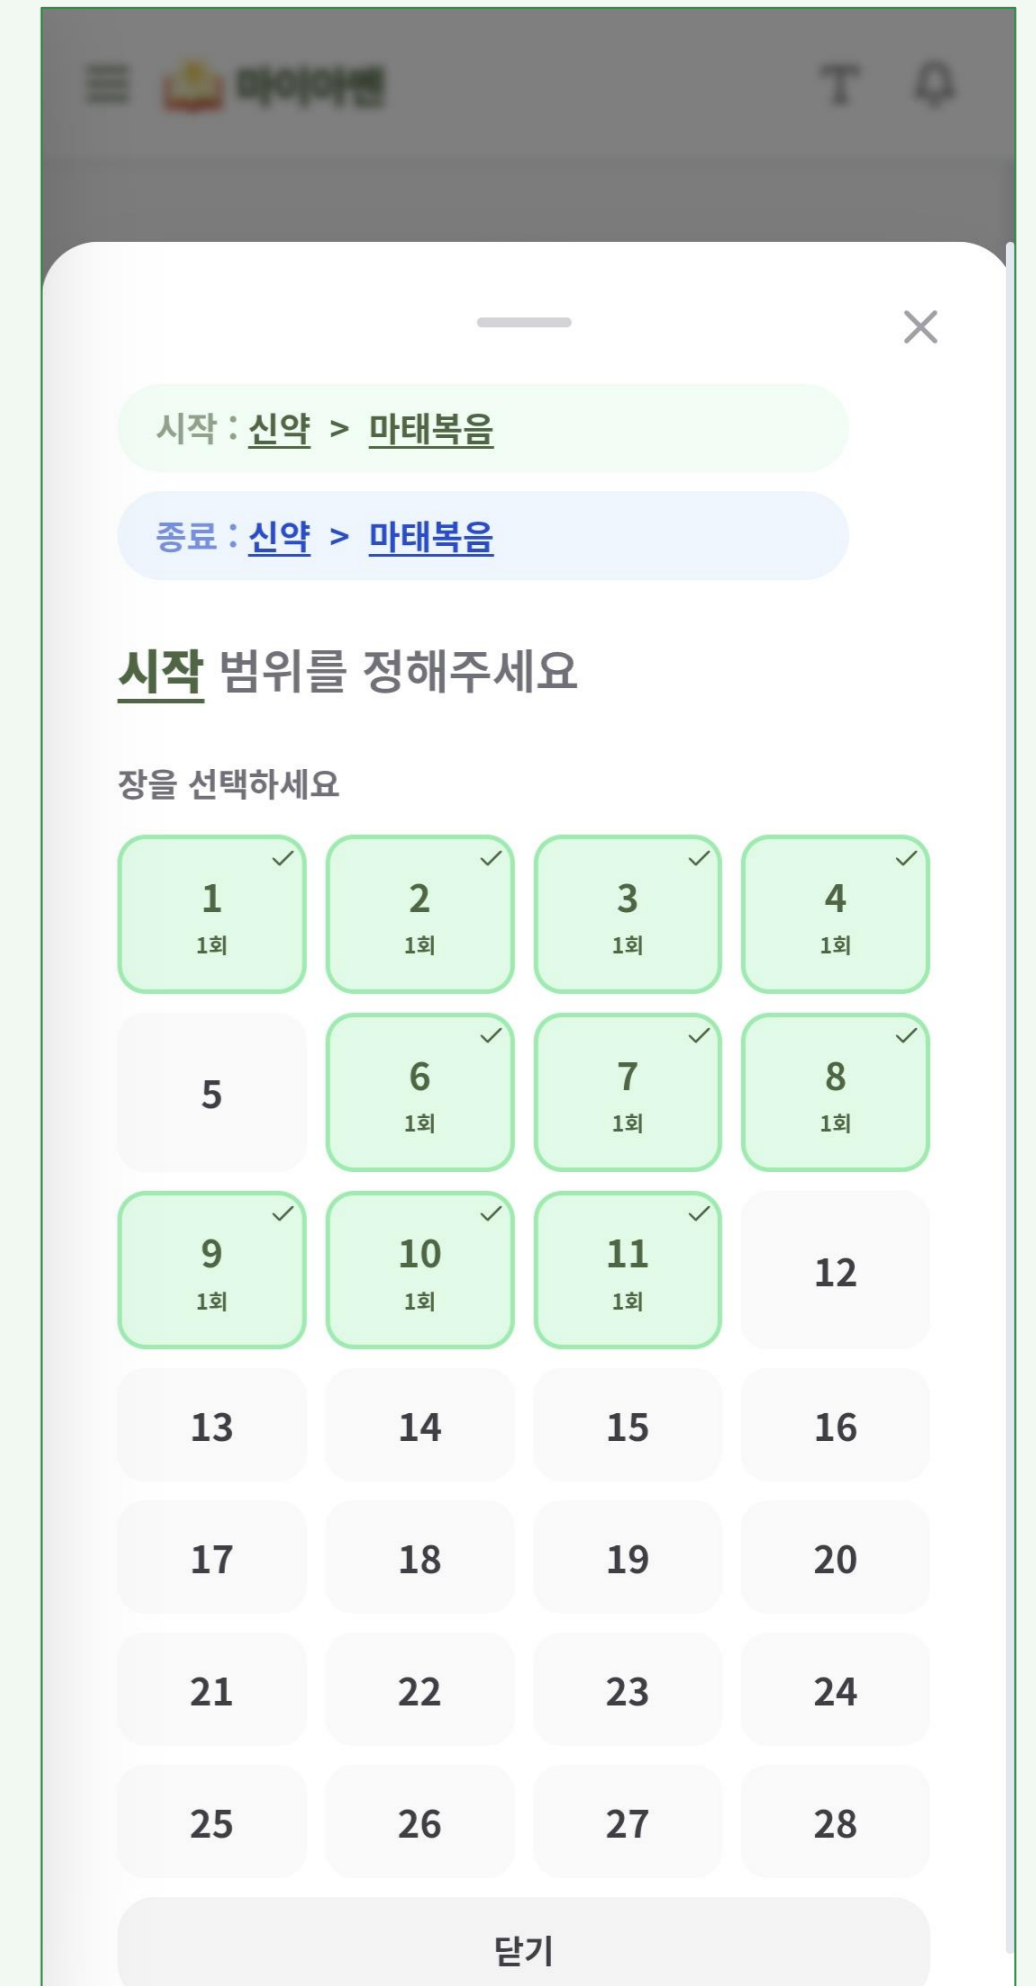 마이아멘
시작 : 신약 > 마태복음
종료 : 신약 > 마태복음
시작 범위를 정해주세요
장을 선택하세요
1 2 3 4
1회 1회 1회 1회
5 6 7 8
1회 1회 1회
9 10 11 12
1회 1회 1회
13 14 15 16
17 18 19 20
21 22 23 24
25 26 27 28
닫기